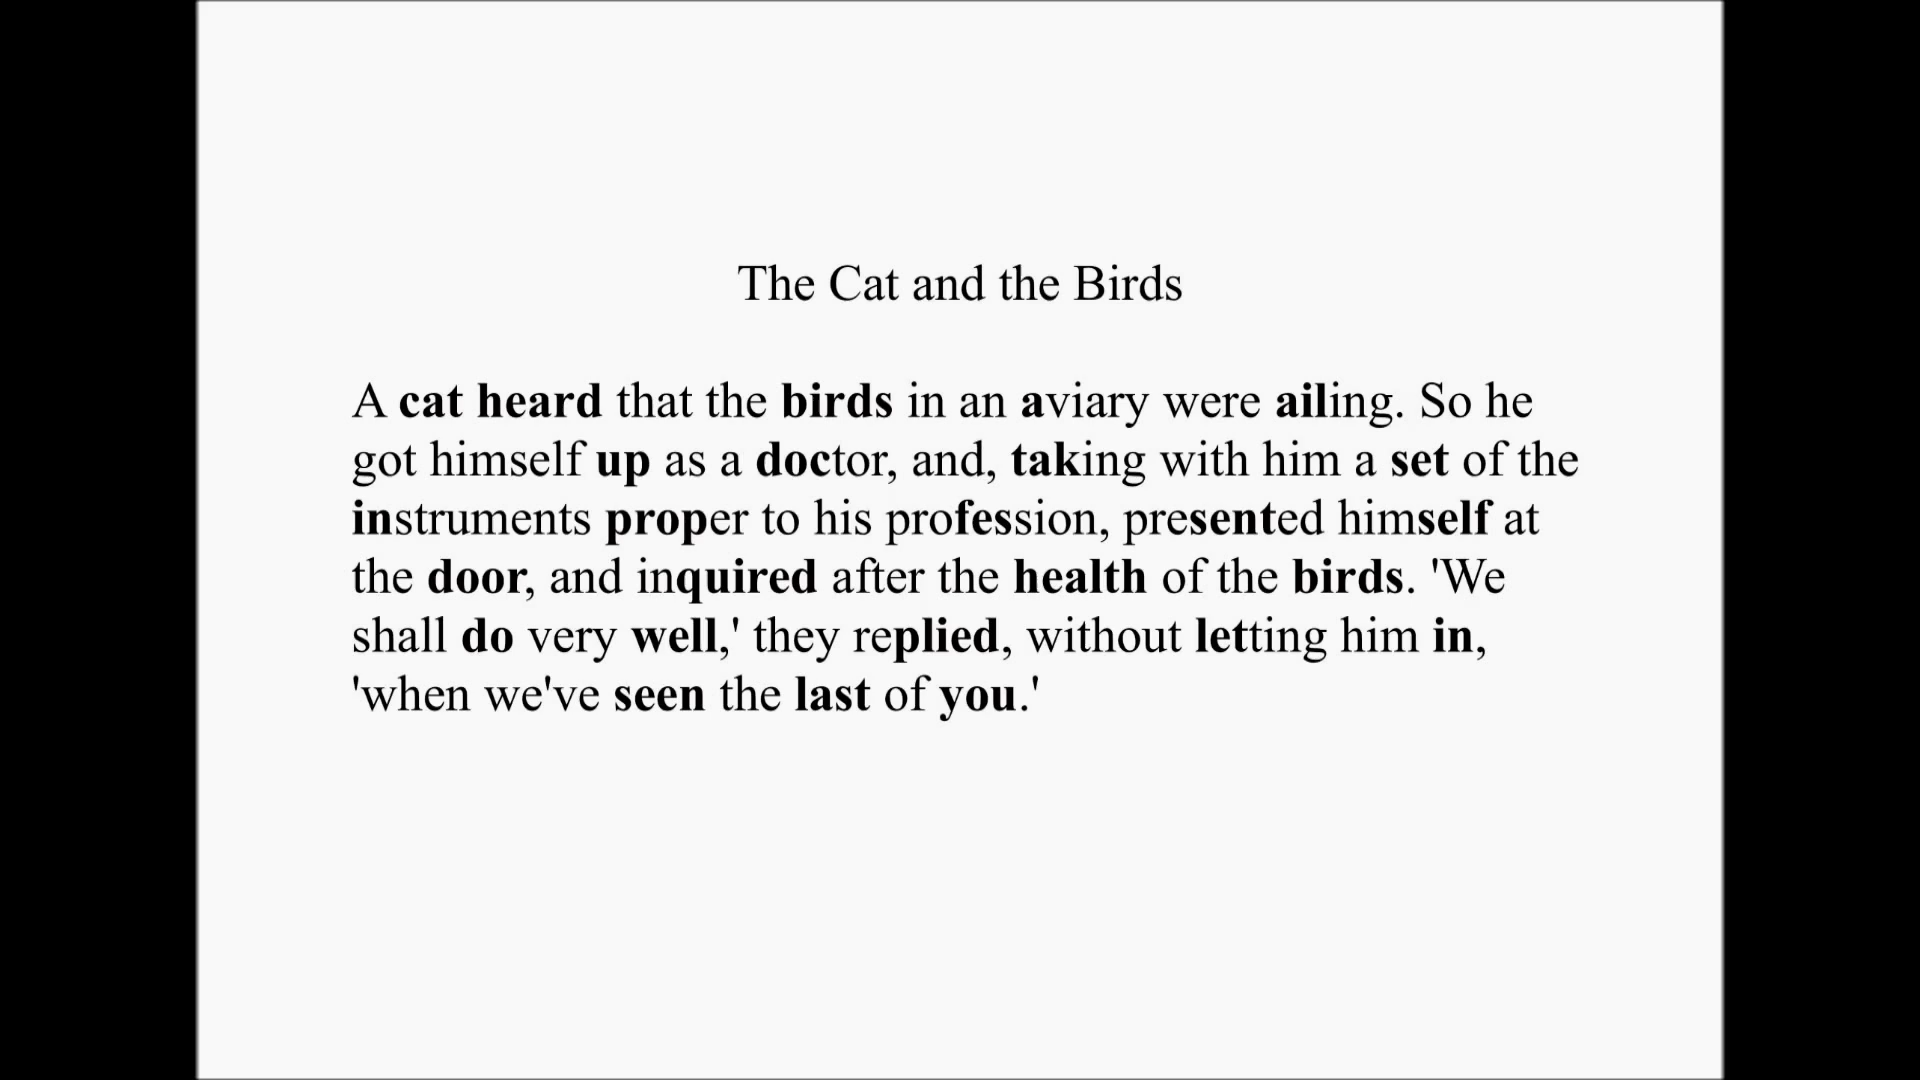 The Cat and the Birds
A cat heard that the birds in an aviary were ailing. So he
got himself up as a doctor, and, taking with him a set of the
instruments proper to his profession, presented himself at
the door, and inquired after the health of the birds. 'We
shall do very well,' they replied, without letting him in,
'when we've seen the last of you.'